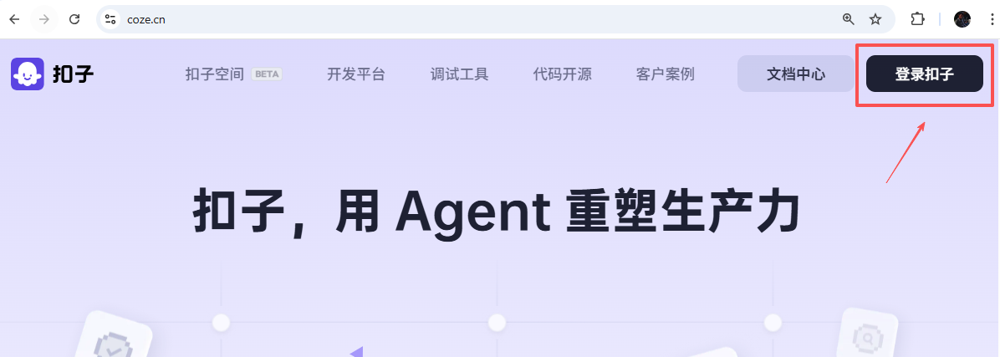 coze.cn
扣子 扣子空间 BETA 开发平台 调试工具 代码开源 客户案例 文档中心 登录扣子
扣子，用 Agent 重塑生产力